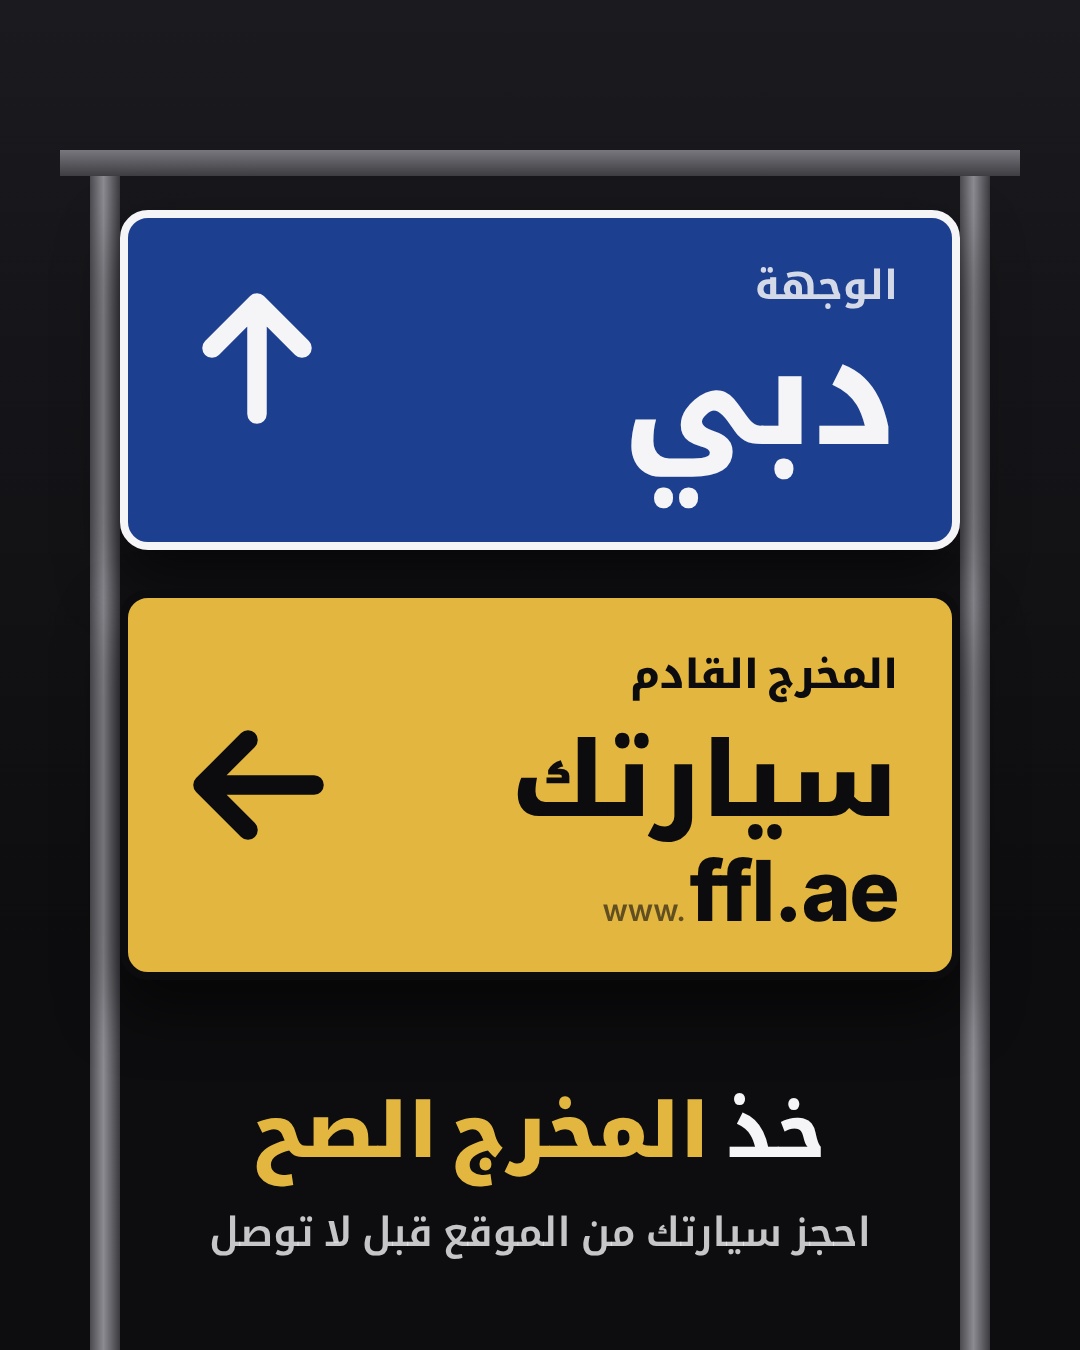 الوجهة
دبي
المخرج القادم
سيارتك
www.ffl.ae
خذ المخرج الصح
احجز سيارتك من الموقع قبل لا توصل